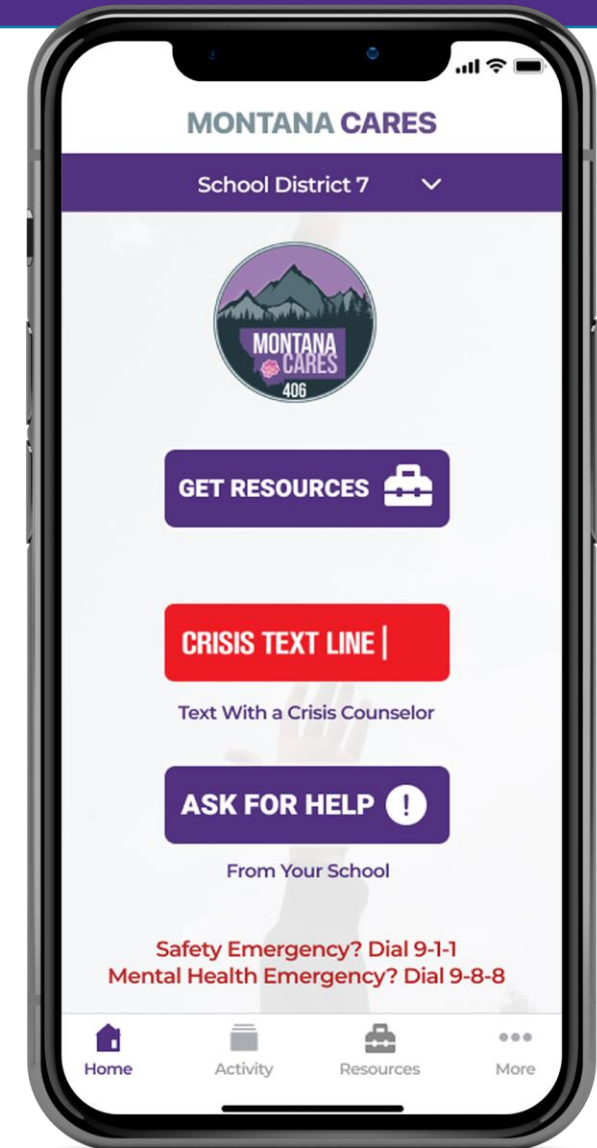 MONTANA CARES
School District 7
MONTANA
CARES
406
GET RESOURCES
CRISIS TEXT LINE |
Text With a Crisis Counselor
ASK FOR HELP !
From Your School
Safety Emergency? Dial 9-1-1
Mental Health Emergency? Dial 9-8-8
Home Activity Resources More